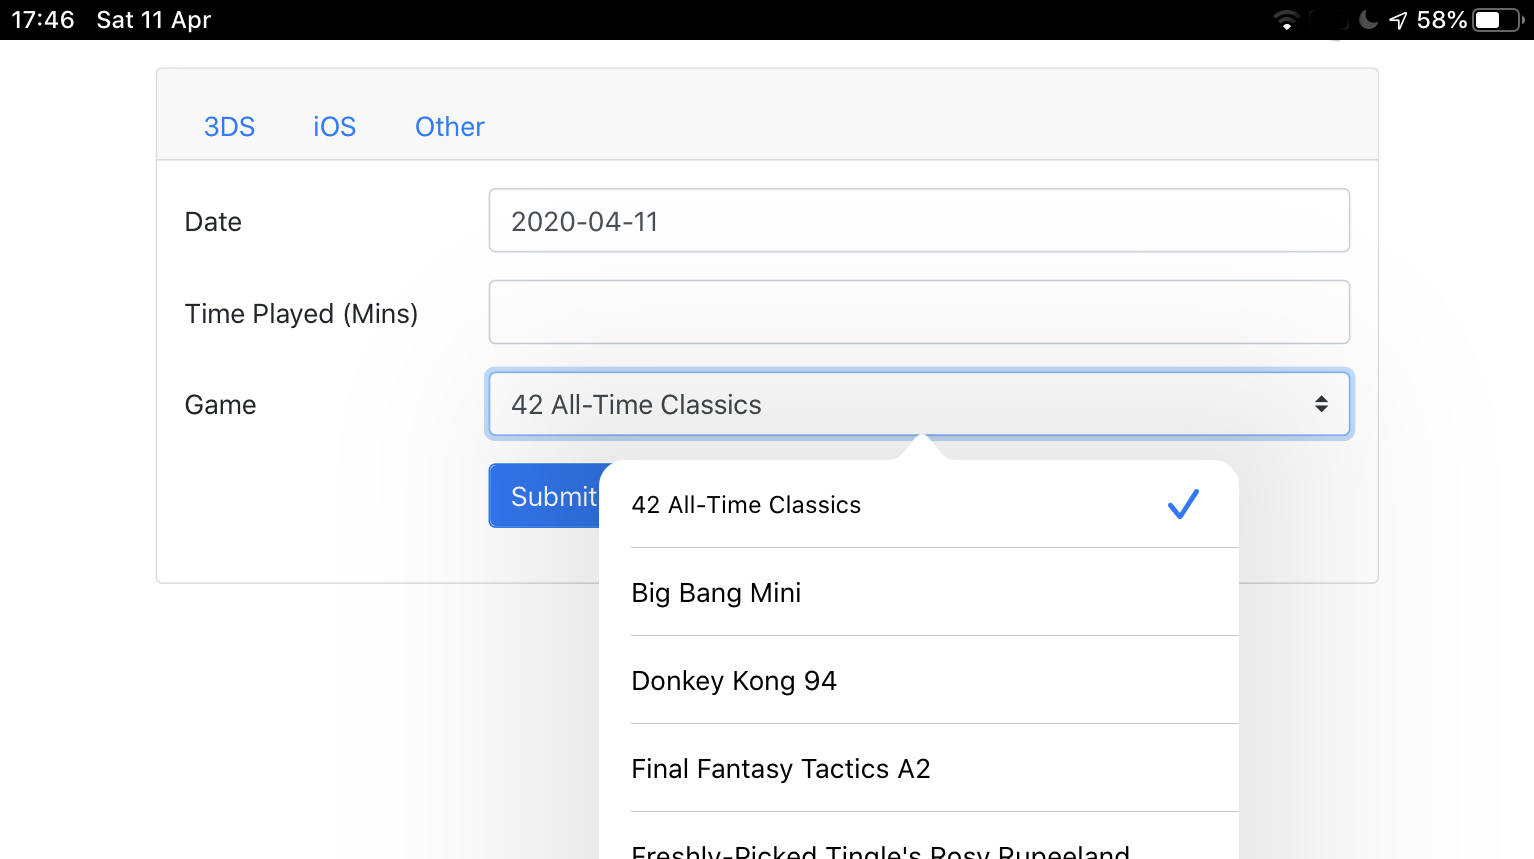 17:46 Sat 11 Apr 58%
3DS iOS Other
Date 2020-04-11
Time Played (Mins)
Game 42 All-Time Classics
Submit
42 All-Time Classics
Big Bang Mini
Donkey Kong 94
Final Fantasy Tactics A2
Freshly-Picked Tingle's Rosy Rupeeland